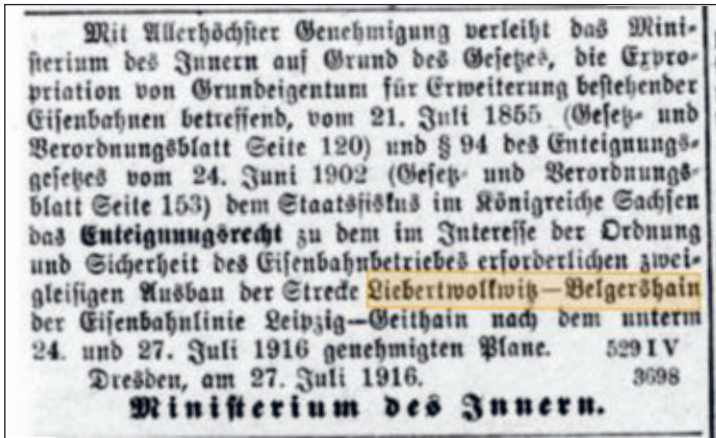 Mit Allerhöchster Genehmigung verleiht das Mini-
sterium des Innern auf Grund des Gesetzes, die Expro-
priation von Grundeigentum für Erweiterung bestehender
Eisenbahnen betreffend, vom 21. Juli 1855 (Gesetz- und
Verordnungsblatt Seite 120) und § 94 des Enteignungs-
gesetzes vom 24. Juni 1902 (Gesetz- und Verordnungs-
blatt Seite 153) dem Staatsfiskus im Königreiche Sachsen
das Enteignungsrecht zu dem im Interesse der Ordnung
und Sicherheit des Eisenbahnbetriebes erforderlichen zwei-
gleisigen Ausbau der Strecke Liebertwolkwitz—Belgershain
der Eisenbahnlinie Leipzig—Geithain nach dem unterm
24. und 27. Juli 1916 genehmigten Plane. 529 I V
Dresden, am 27. Juli 1916. 3698
Ministerium des Innern.